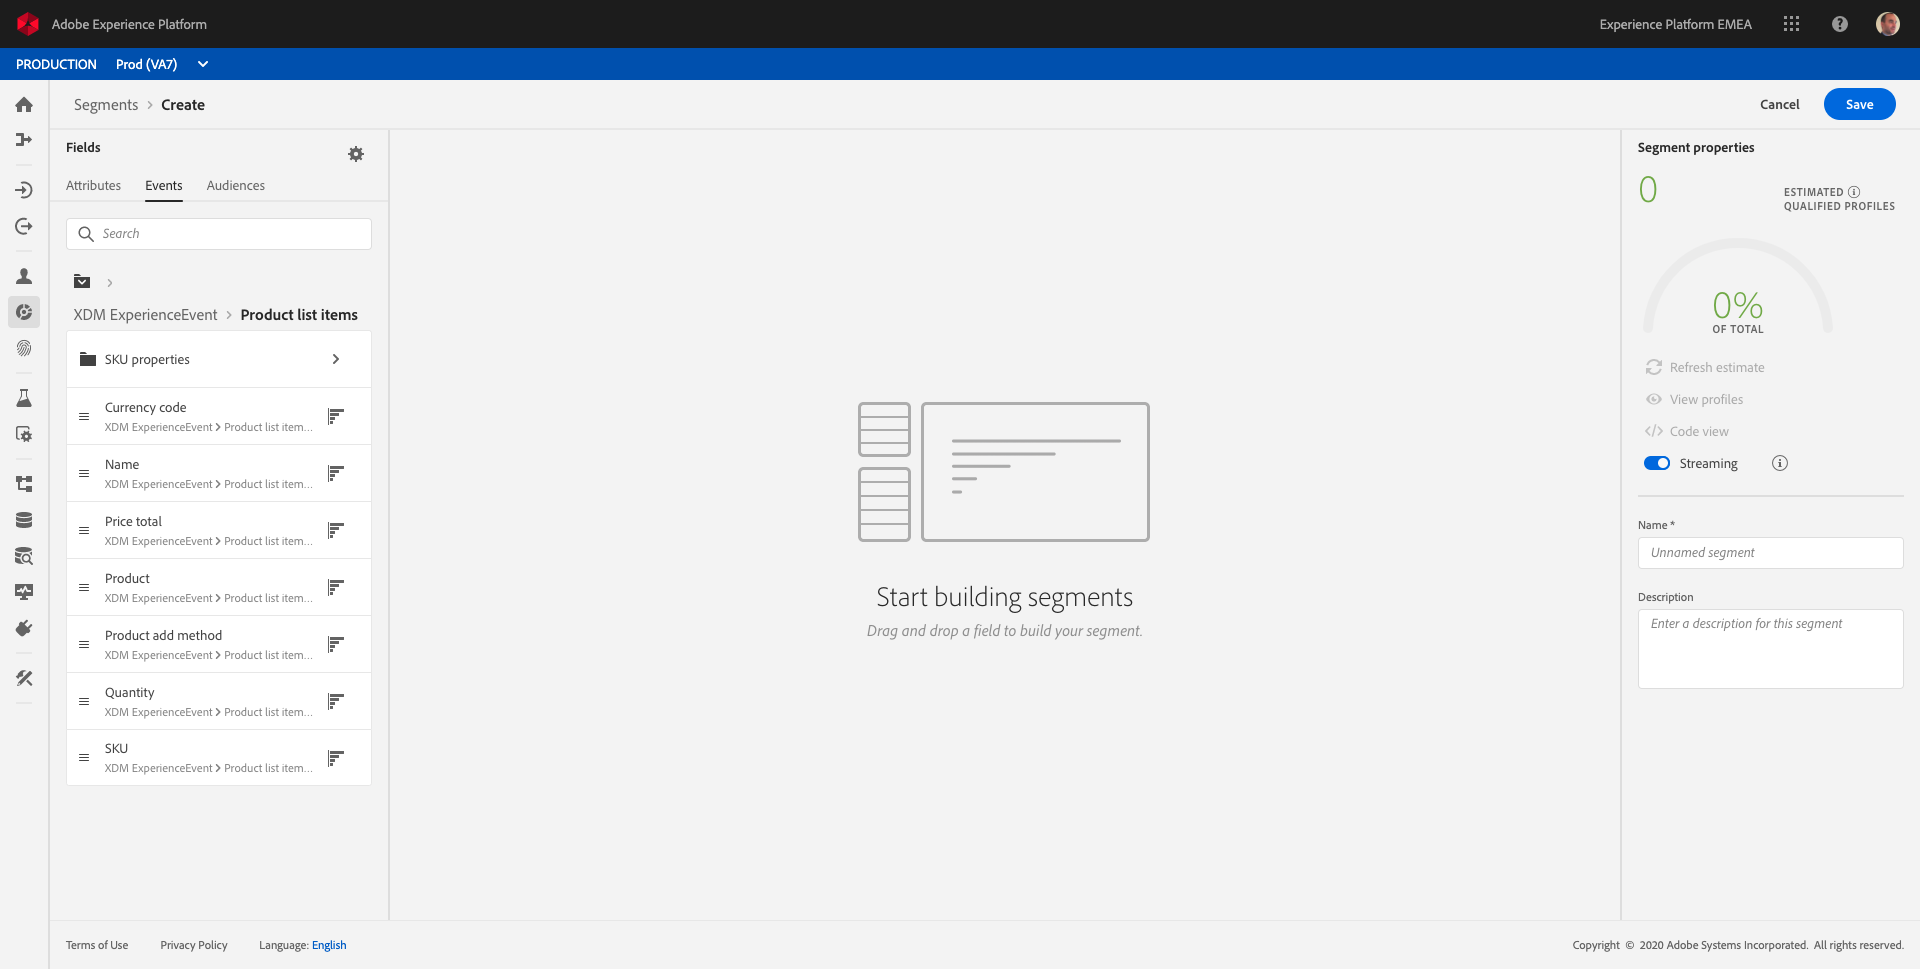 Adobe Experience Platform
Experience Platform EMEA
PRODUCTION Prod (VA7)
Segments > Create
Cancel
Save
Fields
Attributes
Events
Audiences
Search
XDM ExperienceEvent > Product list items
SKU properties
Currency code
XDM ExperienceEvent > Product list item...
Name
XDM ExperienceEvent > Product list item...
Price total
XDM ExperienceEvent > Product list item...
Product
XDM ExperienceEvent > Product list item...
Product add method
XDM ExperienceEvent > Product list item...
Quantity
XDM ExperienceEvent > Product list item...
SKU
XDM ExperienceEvent > Product list item...
Start building segments
Drag and drop a field to build your segment.
Segment properties
0
ESTIMATED
QUALIFIED PROFILES
0%
OF TOTAL
Refresh estimate
View profiles
</> Code view
Streaming
Name *
Unnamed segment
Description
Enter a description for this segment
Terms of Use
Privacy Policy
Language: English
Copyright © 2020 Adobe Systems Incorporated. All rights reserved.